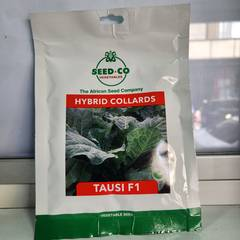 SEED·CO
VEGETABLES
The African Seed Company
HYBRID COLLARDS
TAUSI F1
VEGETABLE SEED